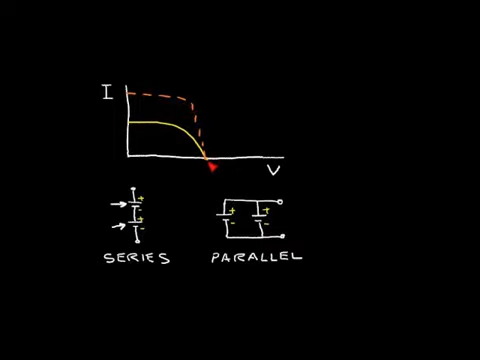 I
V
+
-
+
-
+
-
+
-
SERIES
PARALLEL